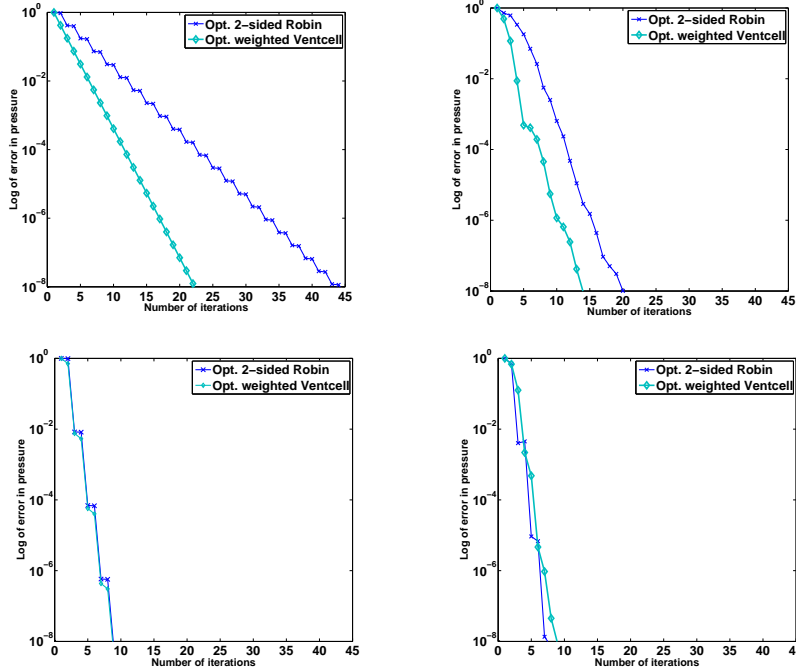 Opt. 2−sided Robin
Opt. weighted Ventcell
Log of error in pressure
10^0
10^-2
10^-4
10^-6
10^-8
0 5 10 15 20 25 30 35 40 45
Number of iterations
Opt. 2−sided Robin
Opt. weighted Ventcell
Log of error in pressure
10^0
10^-2
10^-4
10^-6
10^-8
0 5 10 15 20 25 30 35 40 45
Number of iterations
Opt. 2−sided Robin
Opt. weighted Ventcell
Log of error in pressure
10^0
10^-2
10^-4
10^-6
10^-8
0 5 10 15 20 25 30 35 40 45
Number of iterations
Opt. 2−sided Robin
Opt. weighted Ventcell
Log of error in pressure
10^0
10^-2
10^-4
10^-6
10^-8
0 5 10 15 20 25 30 35 40 4
Number of iterations